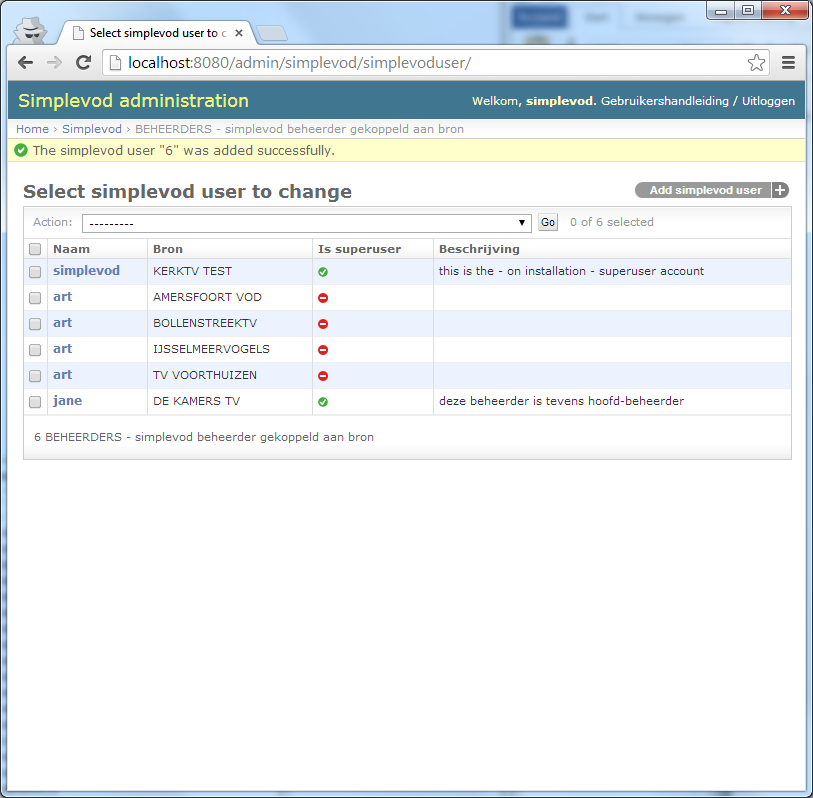 Select simplevod user to c
localhost:8080/admin/simplevod/simplevoduser/
Simplevod administration
Welkom, simplevod. Gebruikershandleiding / Uitloggen
Home › Simplevod › BEHEERDERS - simplevod beheerder gekoppeld aan bron
The simplevod user "6" was added successfully.
Select simplevod user to change
Add simplevod user +
Action: --------- Go 0 of 6 selected
Naam Bron Is superuser Beschrijving
simplevod KERKTV TEST this is the - on installation - superuser account
art AMERSFOORT VOD
art BOLLENSTREEKTV
art IJSSELMEERVOGELS
art TV VOORTHUIZEN
jane DE KAMERS TV deze beheerder is tevens hoofd-beheerder
6 BEHEERDERS - simplevod beheerder gekoppeld aan bron